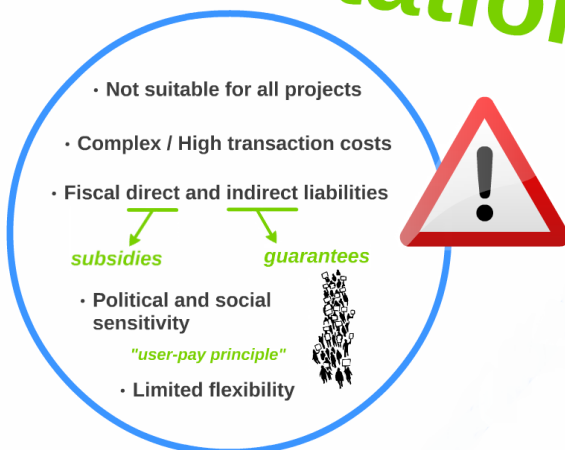 tation
· Not suitable for all projects
· Complex / High transaction costs
· Fiscal direct and indirect liabilities
subsidies
guarantees
· Political and social
sensitivity
"user-pay principle"
· Limited flexibility